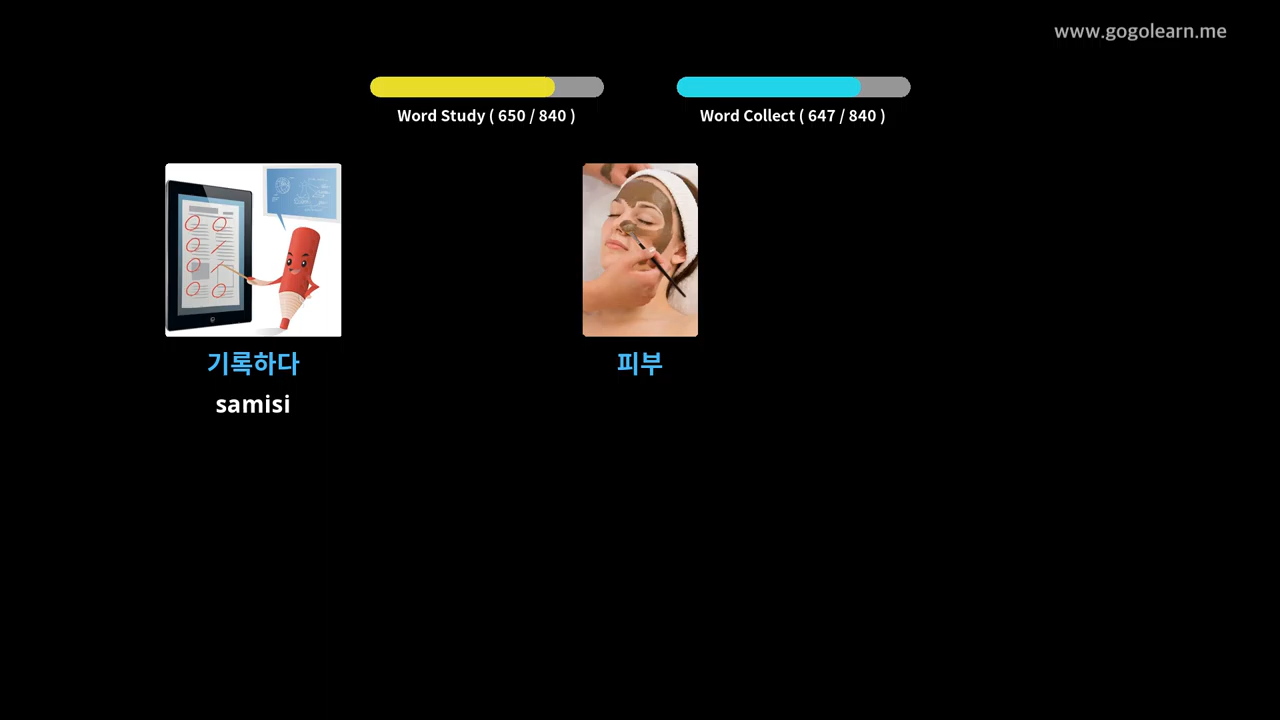 www.gogolearn.me
Word Study ( 650 / 840 )
Word Collect ( 647 / 840 )
기록하다
피부
samisi